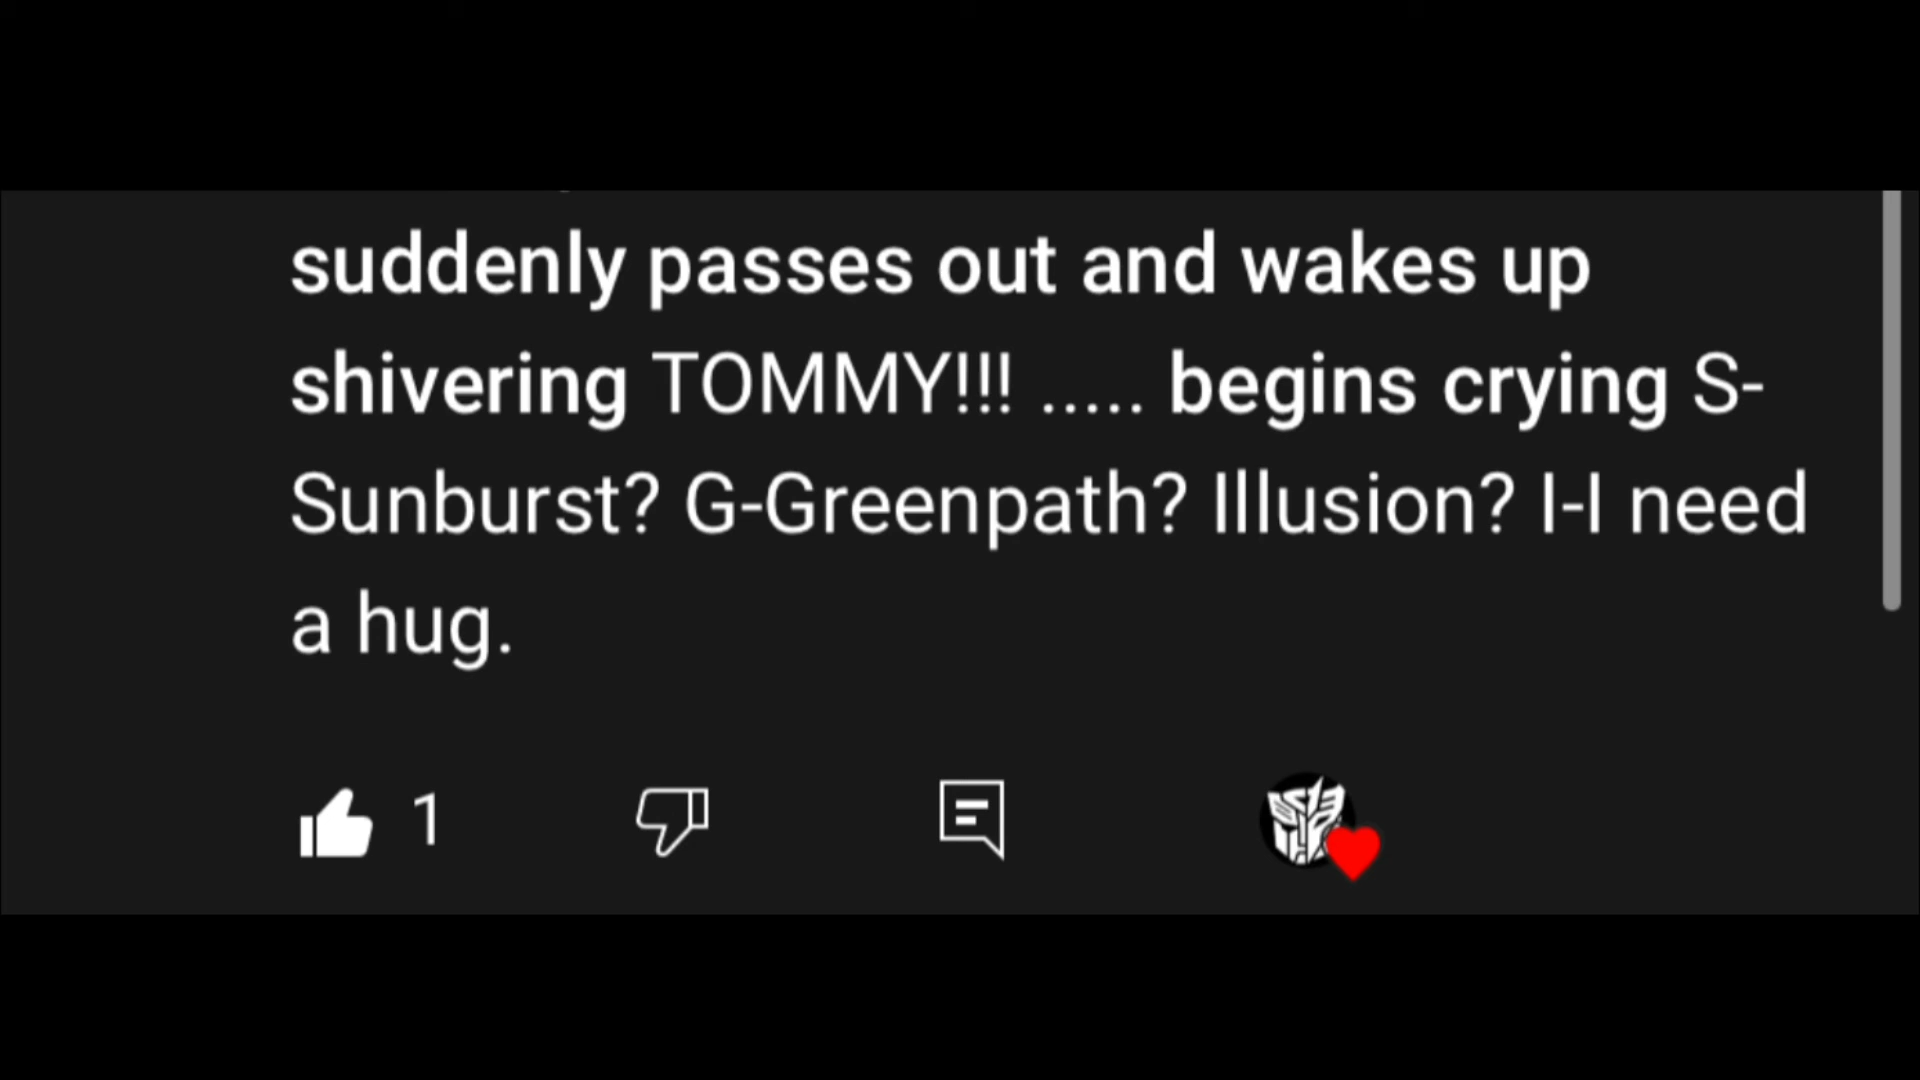 suddenly passes out and wakes up
shivering TOMMY!!! ..... begins crying S-
Sunburst? G-Greenpath? Illusion? I-I need
a hug.
1